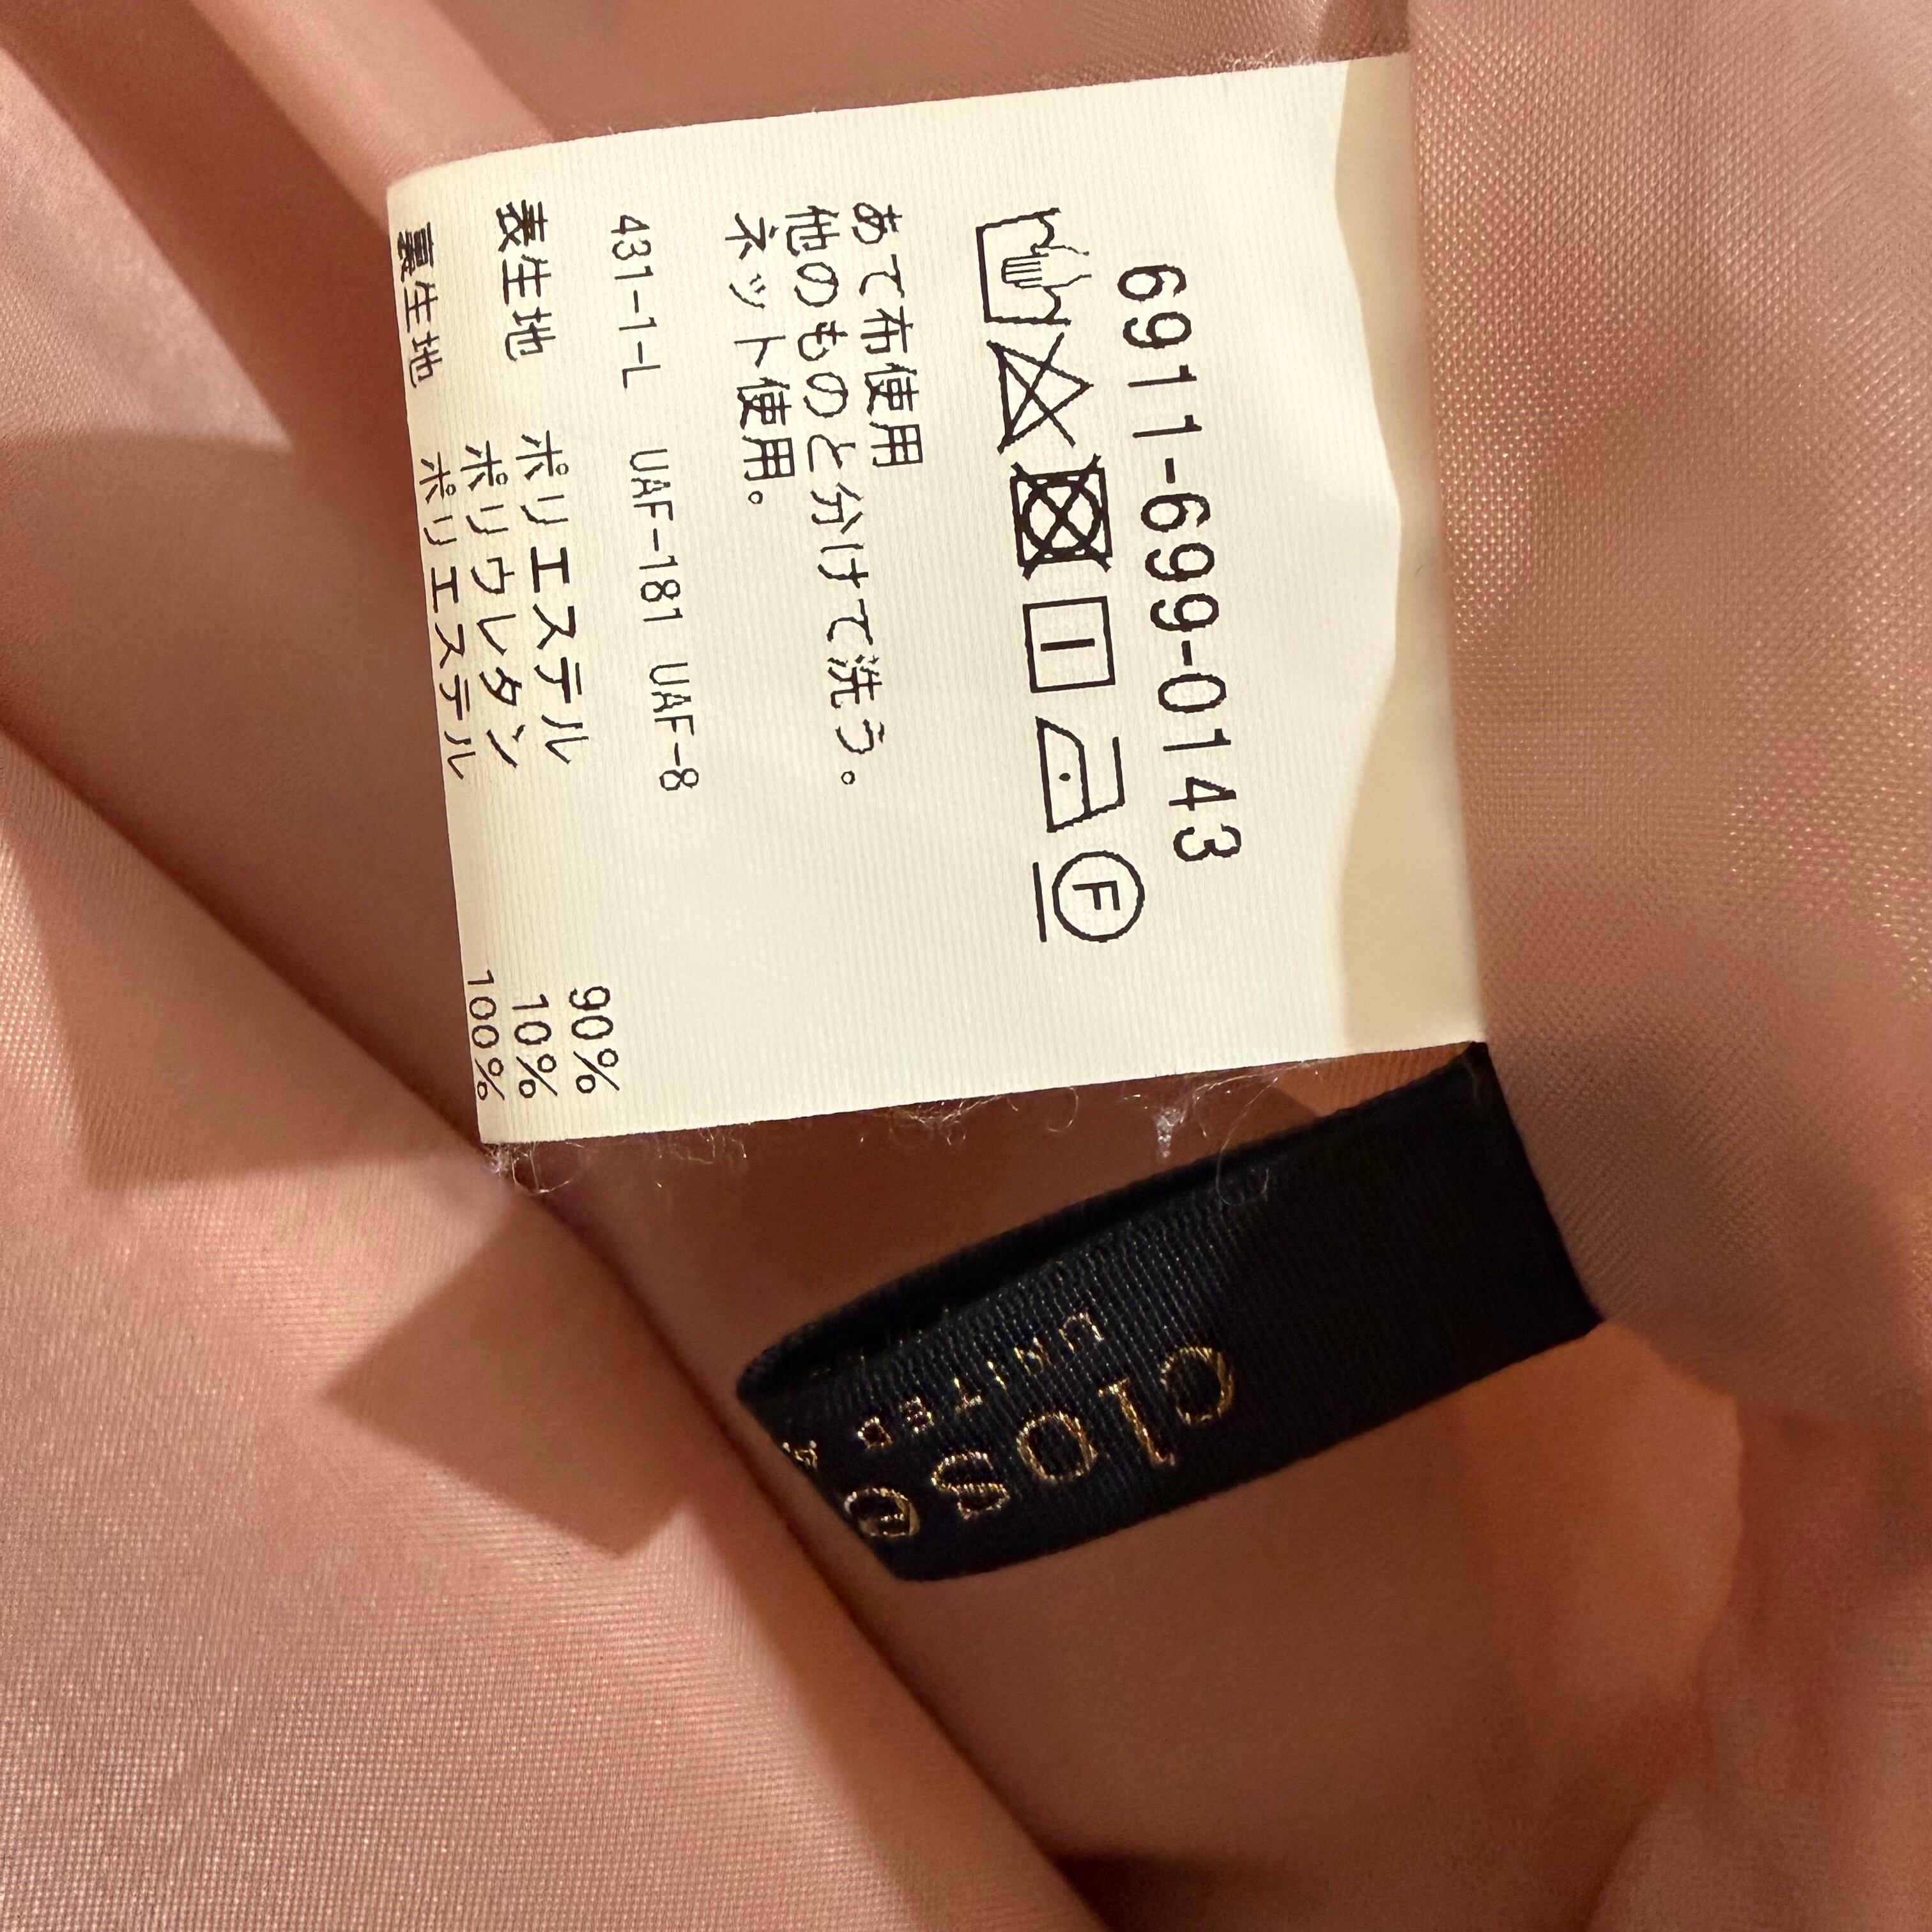 6911-699-0143
F
あて布使用
他のものと分けて洗う。
ネット使用。
431-1-L UAF-181 UAF-8
表生地 ポリエステル 90%
ポリウレタン 10%
裏生地 ポリエステル 100%
close
UNITED